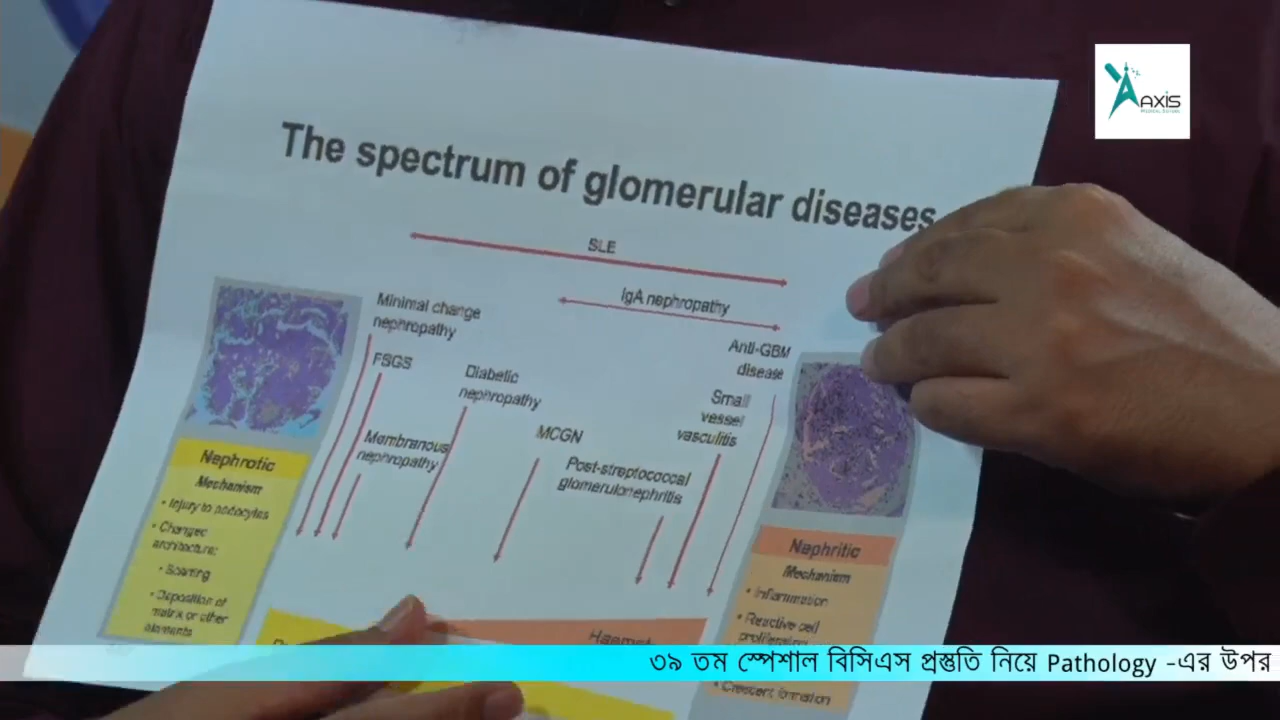 AXIS
The spectrum of glomerular diseases
SLE
IgA nephropathy
Minimal change
nephropathy
FSGS
Diabetic
nephropathy
Membranous
nephropathy
MCGN
Post-streptococcal
glomerulonephritis
Anti-GBM
disease
Small
vessel
vasculitis
Nephrotic
Mechanism
• Injury to podocytes
• Changed
architecture:
• Scarring
• Deposition of
matrix or other
elements
Nephritic
Mechanism
• Inflammation
• Reactive cell
proliferation
• Crescent formation
৩৯ তম স্পেশাল বিসিএস প্রস্তুতি নিয়ে Pathology -এর উপর